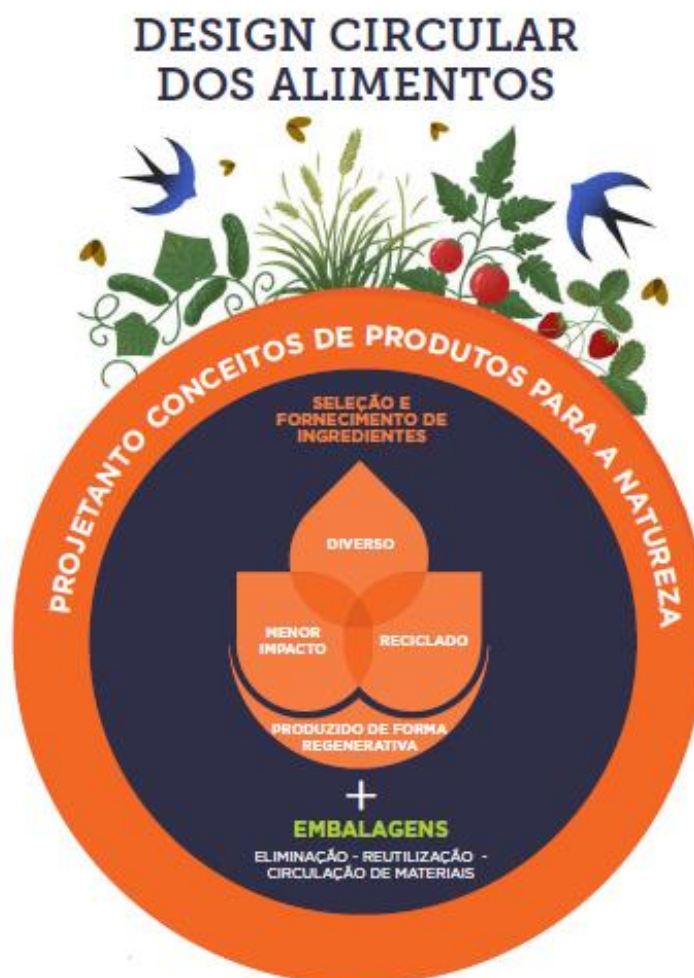 DESIGN CIRCULAR
DOS ALIMENTOS
PROJETANTO CONCEITOS DE PRODUTOS PARA A NATUREZA
SELEÇÃO E
FORNECIMENTO DE
INGREDIENTES
DIVERSO
MENOR
IMPACTO
RECICLADO
PRODUZIDO DE FORMA
REGENERATIVA
+
EMBALAGENS
ELIMINAÇÃO - REUTILIZAÇÃO -
CIRCULAÇÃO DE MATERIAIS